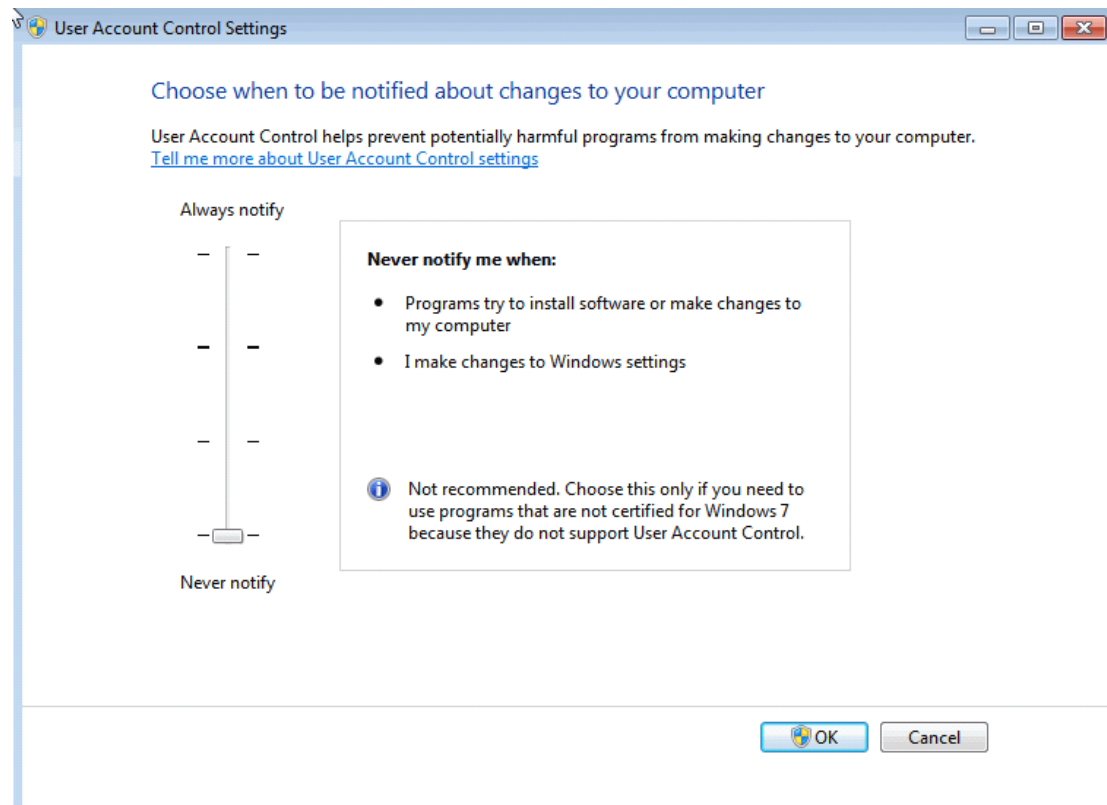 User Account Control Settings
Choose when to be notified about changes to your computer
User Account Control helps prevent potentially harmful programs from making changes to your computer.
Tell me more about User Account Control settings
Always notify
Never notify me when:
Programs try to install software or make changes to
my computer
I make changes to Windows settings
Not recommended. Choose this only if you need to
use programs that are not certified for Windows 7
because they do not support User Account Control.
Never notify
OK
Cancel